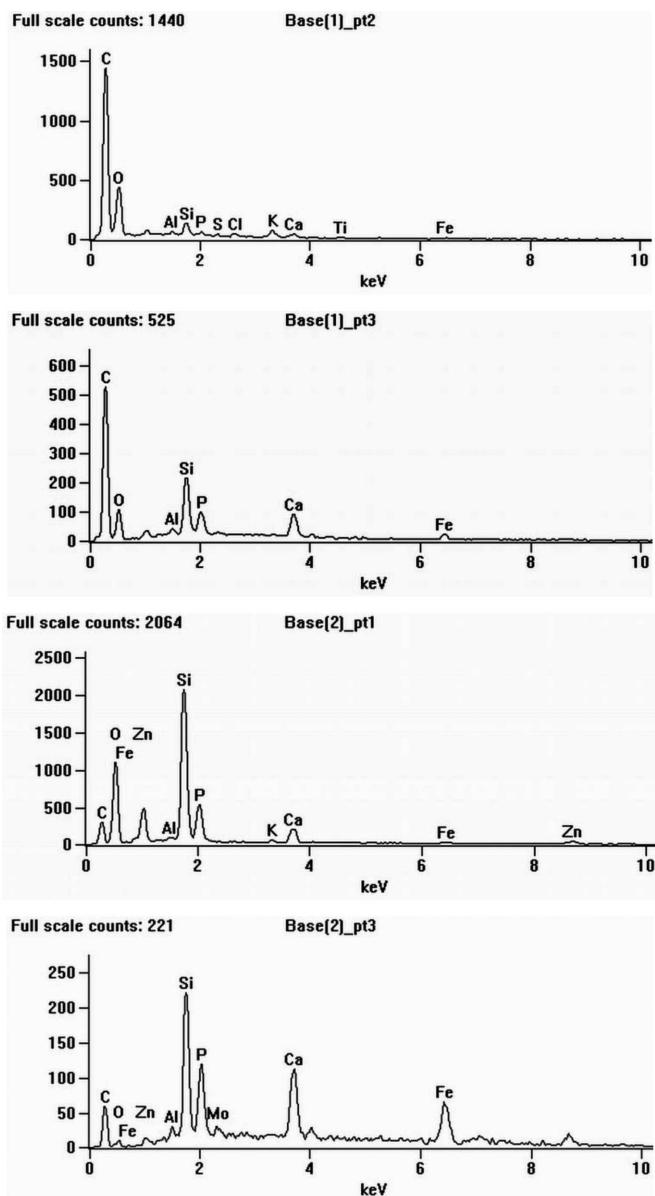 Full scale counts: 1440 Base(1)_pt2
1500
1000
500
0
C
O
Al Si P S Cl K Ca Ti Fe
0 2 4 6 8 10
keV
Full scale counts: 525 Base(1)_pt3
600
500
400
300
200
100
0
C
O
Al Si P Ca Fe
0 2 4 6 8 10
keV
Full scale counts: 2064 Base(2)_pt1
2500
2000
1500
1000
500
0
C
O Zn
Fe
Al Si P K Ca Fe Zn
0 2 4 6 8 10
keV
Full scale counts: 221 Base(2)_pt3
250
200
150
100
50
0
C
O Zn
Fe
Al Si P Mo Ca Fe
0 2 4 6 8 10
keV